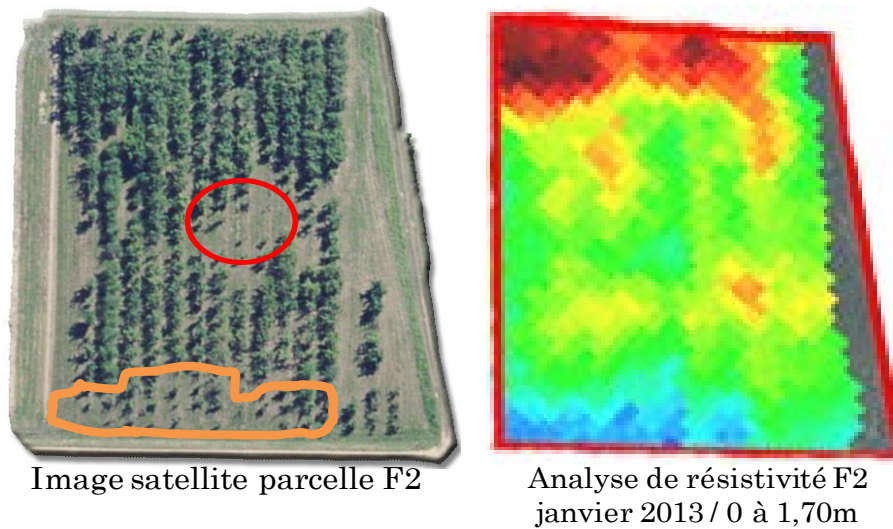 Image satellite parcelle F2
Analyse de résistivité F2
janvier 2013 / 0 à 1,70m